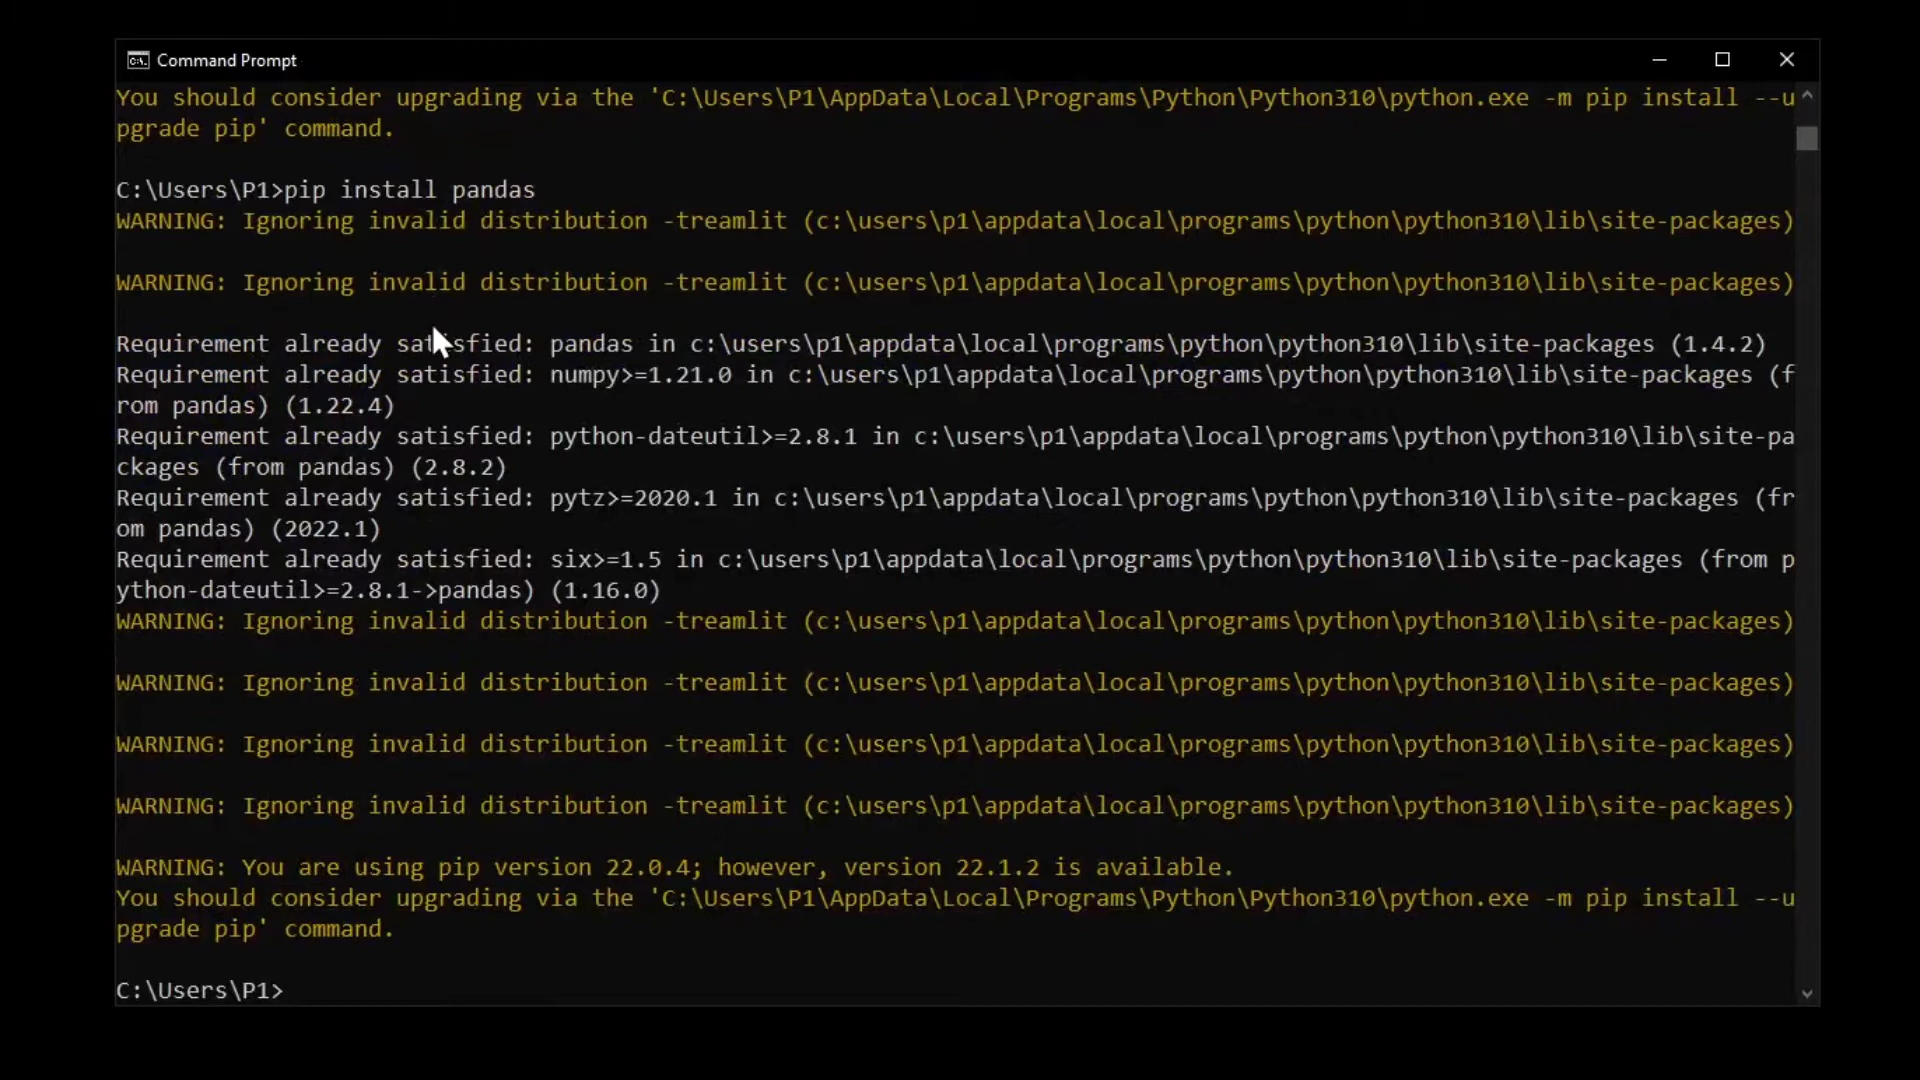 Command Prompt
You should consider upgrading via the 'C:\Users\P1\AppData\Local\Programs\Python\Python310\python.exe -m pip install --u
pgrade pip' command.
C:\Users\P1>pip install pandas
WARNING: Ignoring invalid distribution -treamlit (c:\users\p1\appdata\local\programs\python\python310\lib\site-packages)
WARNING: Ignoring invalid distribution -treamlit (c:\users\p1\appdata\local\programs\python\python310\lib\site-packages)
Requirement already satisfied: pandas in c:\users\p1\appdata\local\programs\python\python310\lib\site-packages (1.4.2)
Requirement already satisfied: numpy>=1.21.0 in c:\users\p1\appdata\local\programs\python\python310\lib\site-packages (f
rom pandas) (1.22.4)
Requirement already satisfied: python-dateutil>=2.8.1 in c:\users\p1\appdata\local\programs\python\python310\lib\site-pa
ckages (from pandas) (2.8.2)
Requirement already satisfied: pytz>=2020.1 in c:\users\p1\appdata\local\programs\python\python310\lib\site-packages (fr
om pandas) (2022.1)
Requirement already satisfied: six>=1.5 in c:\users\p1\appdata\local\programs\python\python310\lib\site-packages (from p
ython-dateutil>=2.8.1->pandas) (1.16.0)
WARNING: Ignoring invalid distribution -treamlit (c:\users\p1\appdata\local\programs\python\python310\lib\site-packages)
WARNING: Ignoring invalid distribution -treamlit (c:\users\p1\appdata\local\programs\python\python310\lib\site-packages)
WARNING: Ignoring invalid distribution -treamlit (c:\users\p1\appdata\local\programs\python\python310\lib\site-packages)
WARNING: Ignoring invalid distribution -treamlit (c:\users\p1\appdata\local\programs\python\python310\lib\site-packages)
WARNING: You are using pip version 22.0.4; however, version 22.1.2 is available.
You should consider upgrading via the 'C:\Users\P1\AppData\Local\Programs\Python\Python310\python.exe -m pip install --u
pgrade pip' command.
C:\Users\P1>